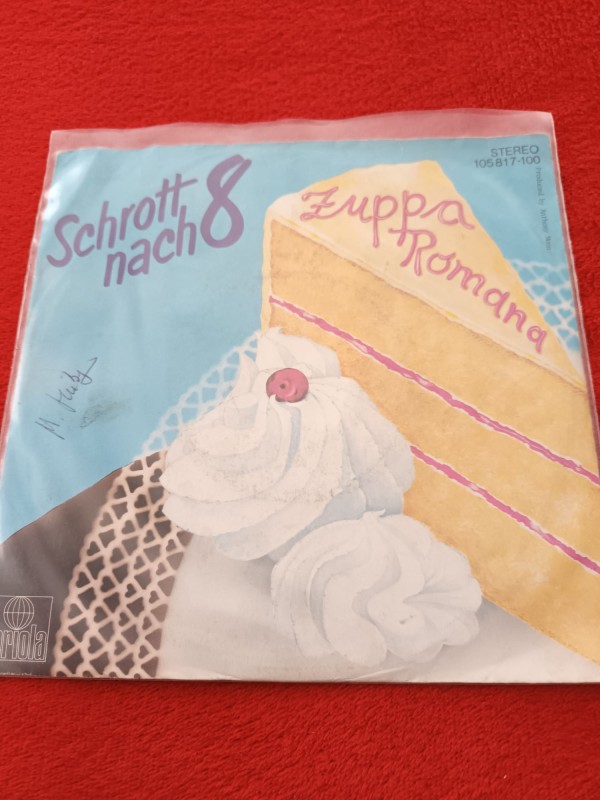 STEREO
105 817-100
Schrott
nach 8
Zuppa
Romana
ariola